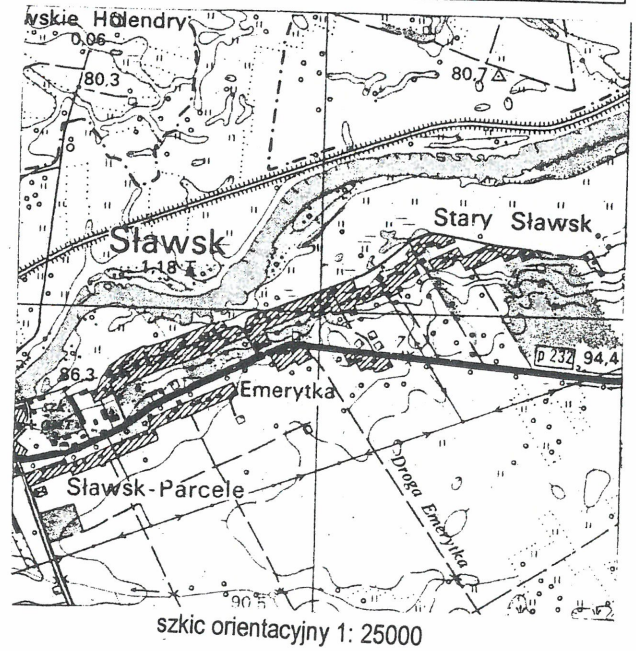 wskie Holendry
0,06
80.3
80,7
Sławsk
1,18
Stary Sławsk
7
p 232 94,4
86,3
Emerytka
Sławsk-Parcele
Droga Emerytka
90,5
szkic orientacyjny 1: 25000